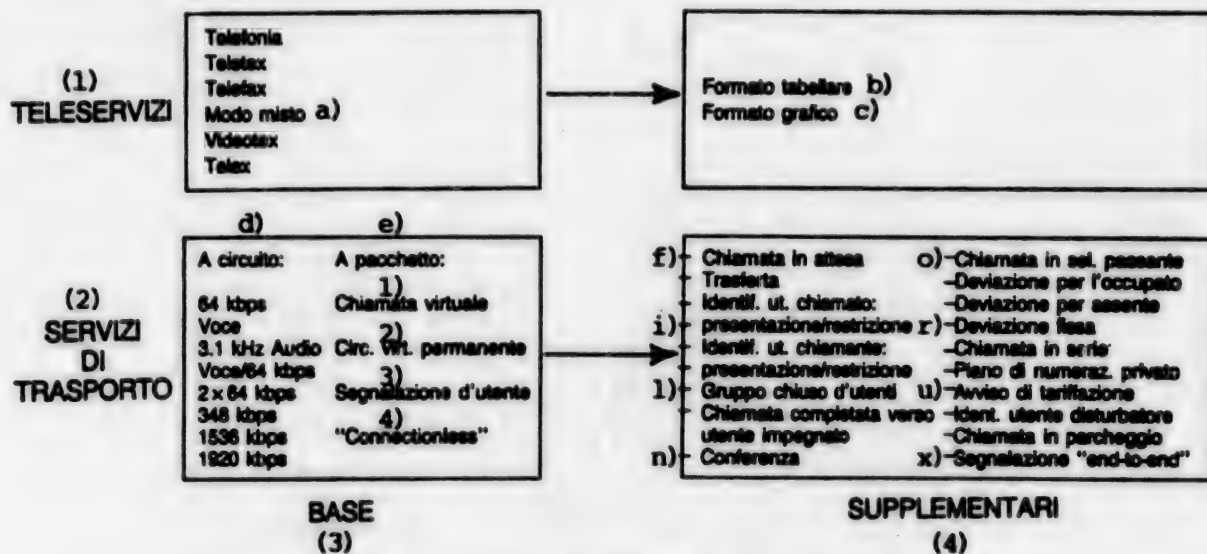 (1)
TELESERVIZI
Telefonia
Teletex
Telefax
Modo misto a)
Videotex
Telex
Formato tabellare b)
Formato grafico c)
(2)
SERVIZI
DI
TRASPORTO
d)
A circuito:
64 kbps
Voce
3.1 kHz Audio
Voce/64 kbps
2 x 64 kbps
348 kbps
1536 kbps
1920 kbps
e)
A pacchetto:
1)
Chiamata virtuale
2)
Circ. virt. permanente
3)
Segnalazione d'utente
4)
"Connectionless"
f) Chiamata in attesa
Trasferta
Identif. ut. chiamato:
i) presentazione/restrizione
Identif. ut. chiamante:
presentazione/restrizione
l) Gruppo chiuso d'utenti
Chiamata completata verso
utente impegnato
n) Conferenza
o) Chiamata in sel. passante
Deviazione per l'occupato
Deviazione per assente
r) Deviazione fissa
Chiamata in serie
Piano di numeraz. privato
u) Avviso di tariffazione
Ident. utente disturbatore
Chiamata in parcheggio
x) Segnalazione "end-to-end"
BASE
(3)
SUPPLEMENTARI
(4)